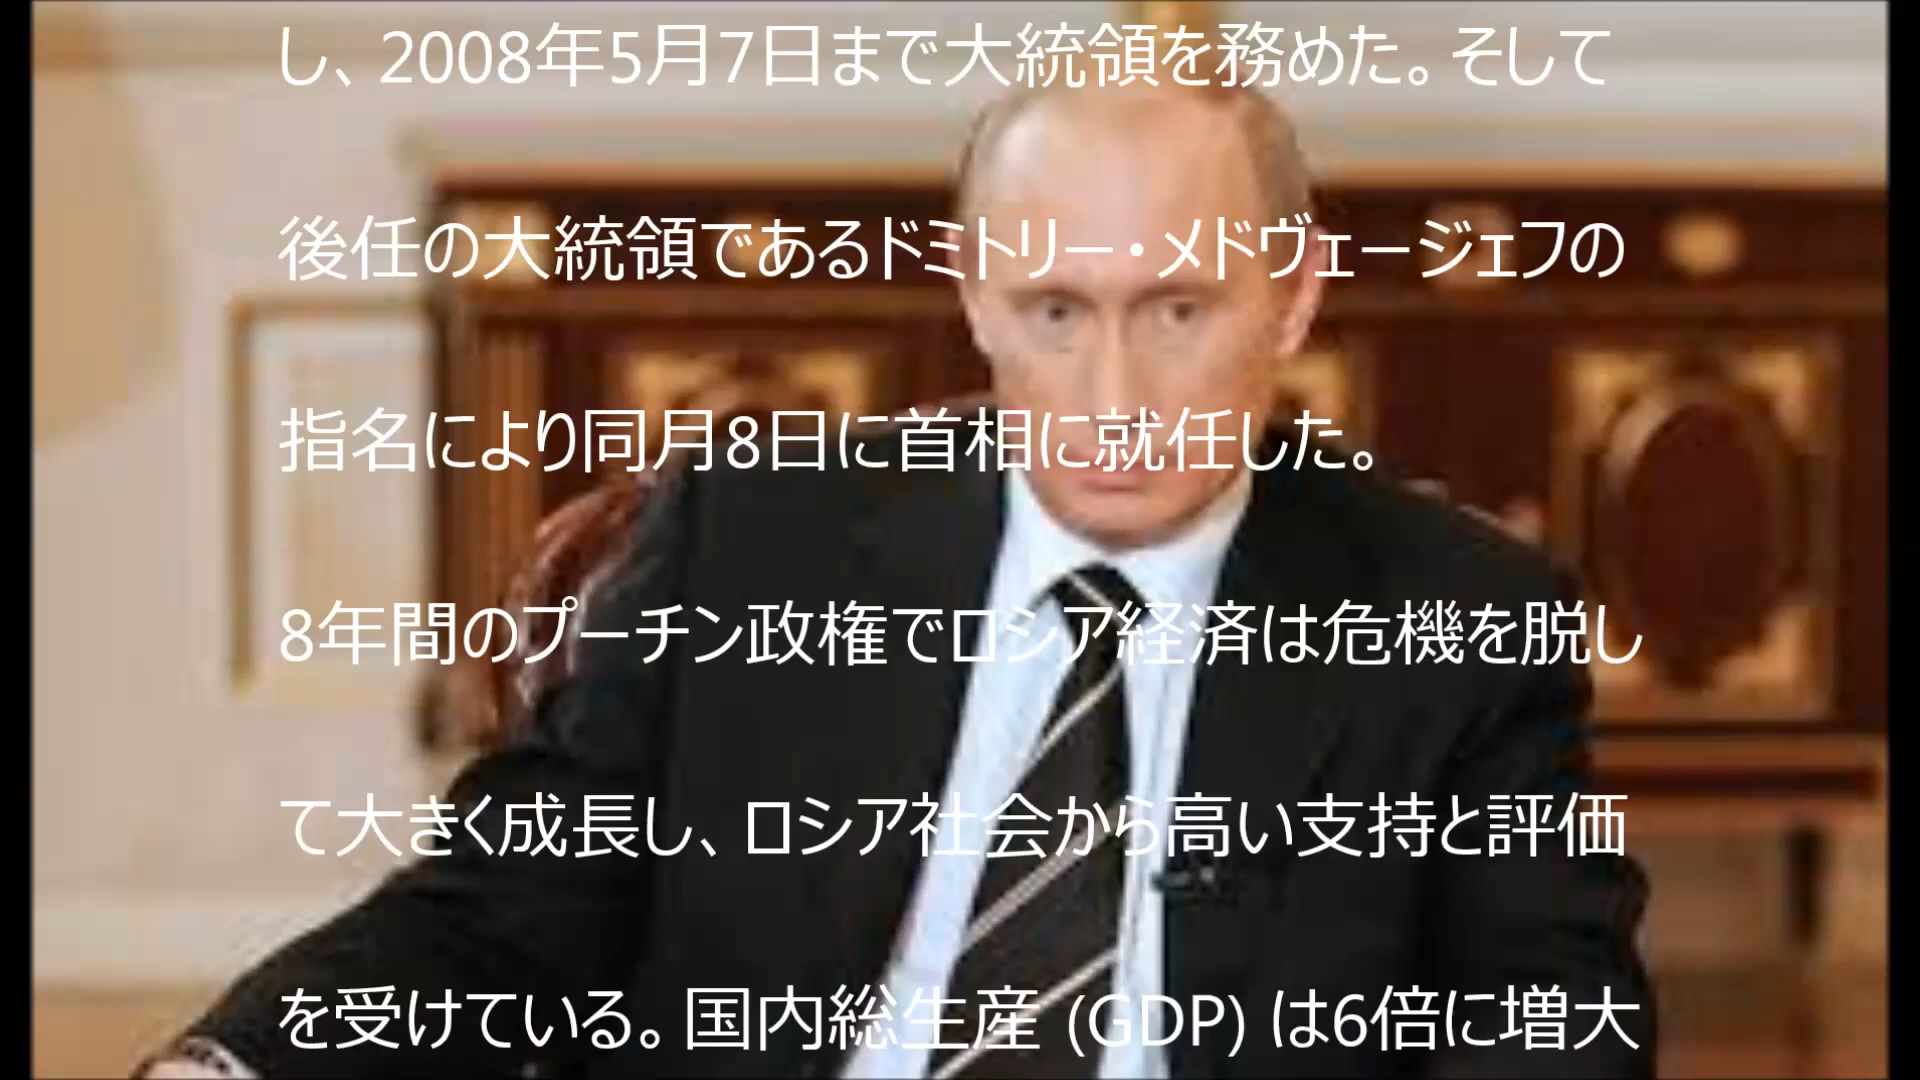 し、2008年5月7日まで大統領を務めた。そして
後任の大統領であるドミトリー・メドヴェージェフの
指名により同月8日に首相に就任した。
8年間のプーチン政権でロシア経済は危機を脱し
て大きく成長し、ロシア社会から高い支持と評価
を受けている。国内総生産 (GDP) は6倍に増大